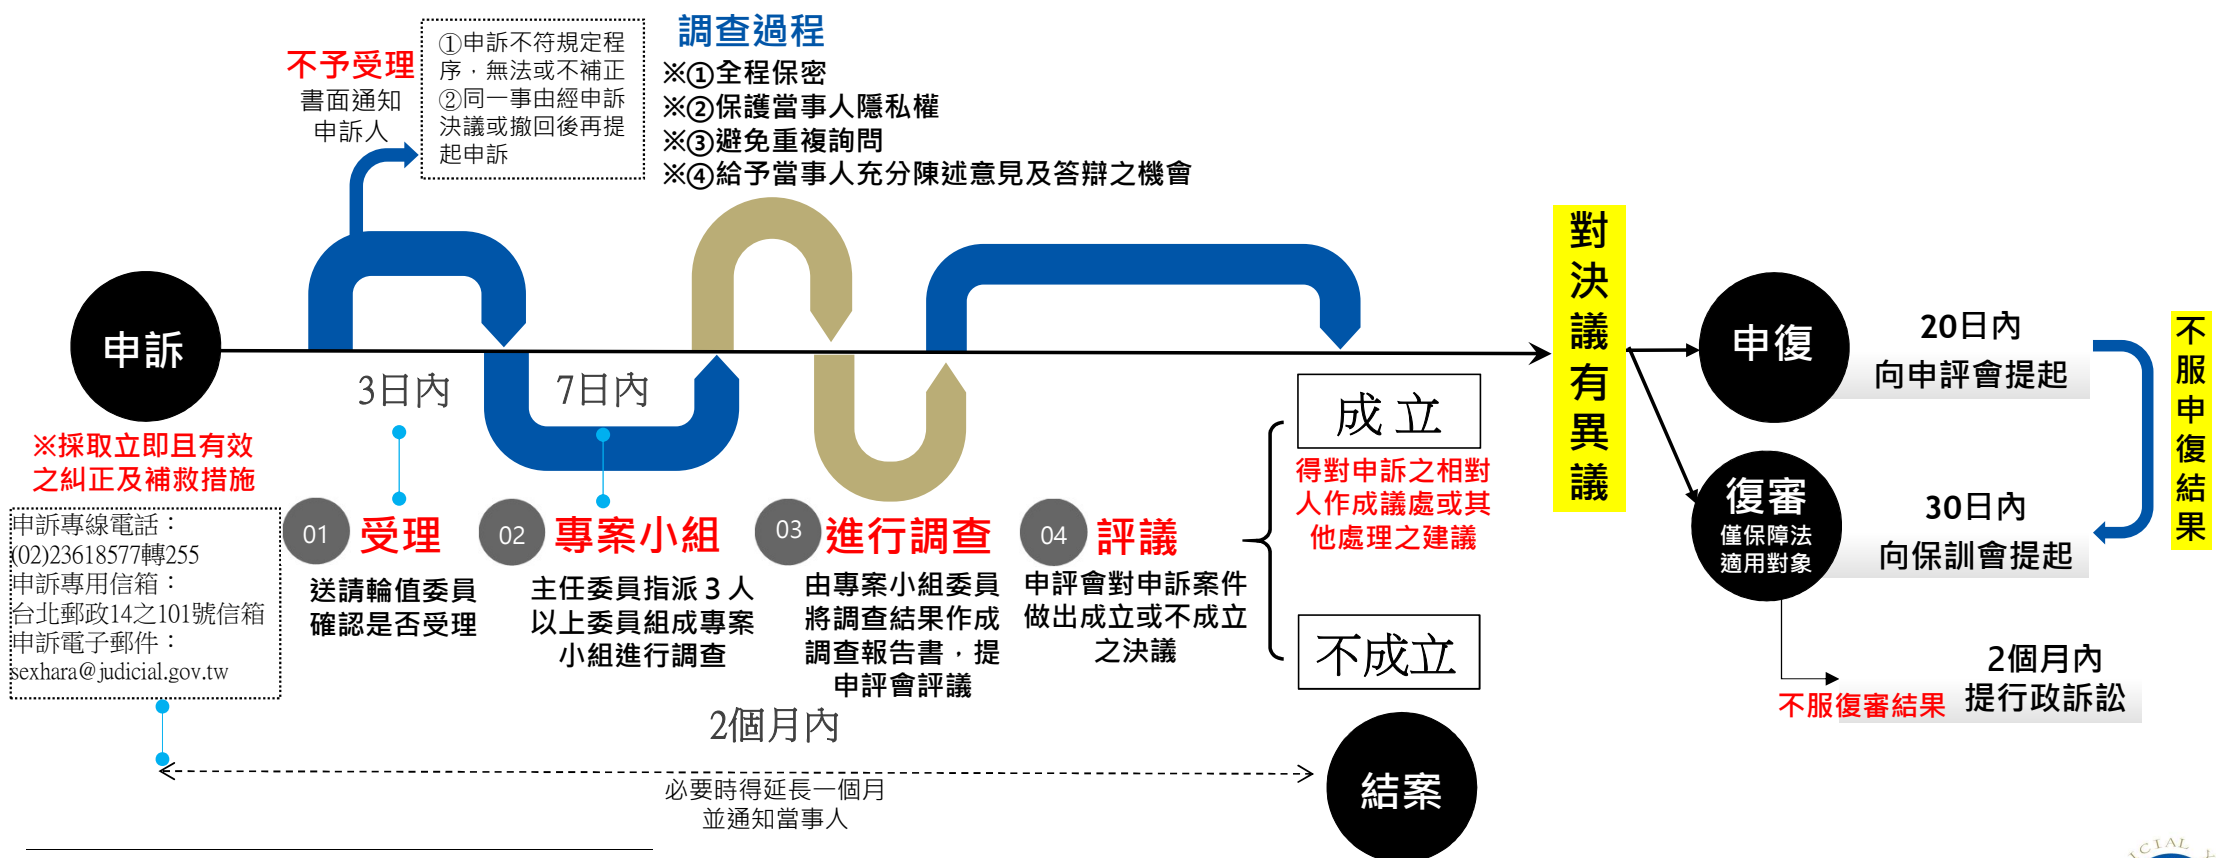 不予受理
書面通知
申訴人
①申訴不符規定程
序，無法或不補正
②同一事由經申訴
決議或撤回後再提
起申訴
調查過程
※①全程保密
※②保護當事人隱私權
※③避免重複詢問
※④給予當事人充分陳述意見及答辯之機會
申訴
※採取立即且有效
之糾正及補救措施
申訴專線電話：
(02)23618577轉255
申訴專用信箱：
台北郵政14之101號信箱
申訴電子郵件：
sexhara@judicial.gov.tw
3日內
01 受理
送請輪值委員
確認是否受理
7日內
02 專案小組
主任委員指派3人
以上委員組成專案
小組進行調查
03 進行調查
由專案小組委員
將調查結果作成
調查報告書，提
申評會評議
04 評議
申評會對申訴案件
做出成立或不成立
之決議
成立
得對申訴之相對
人作成議處或其
他處理之建議
不成立
2個月內
必要時得延長一個月
並通知當事人
結案
對決議有異議
申復
20日內
向申評會提起
不服申復結果
復審
僅保障法
適用對象
30日內
向保訓會提起
不服復審結果
2個月內
提行政訴訟